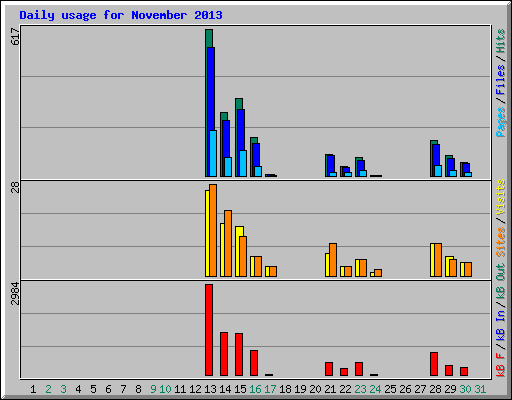 Daily usage for November 2013
617
28
2984
Pages / Files / Hits
Sites / Visits
kB F / kB In / kB Out
1 2 3 4 5 6 7 8 9 10 11 12 13 14 15 16 17 18 19 20 21 22 23 24 25 26 27 28 29 30 31